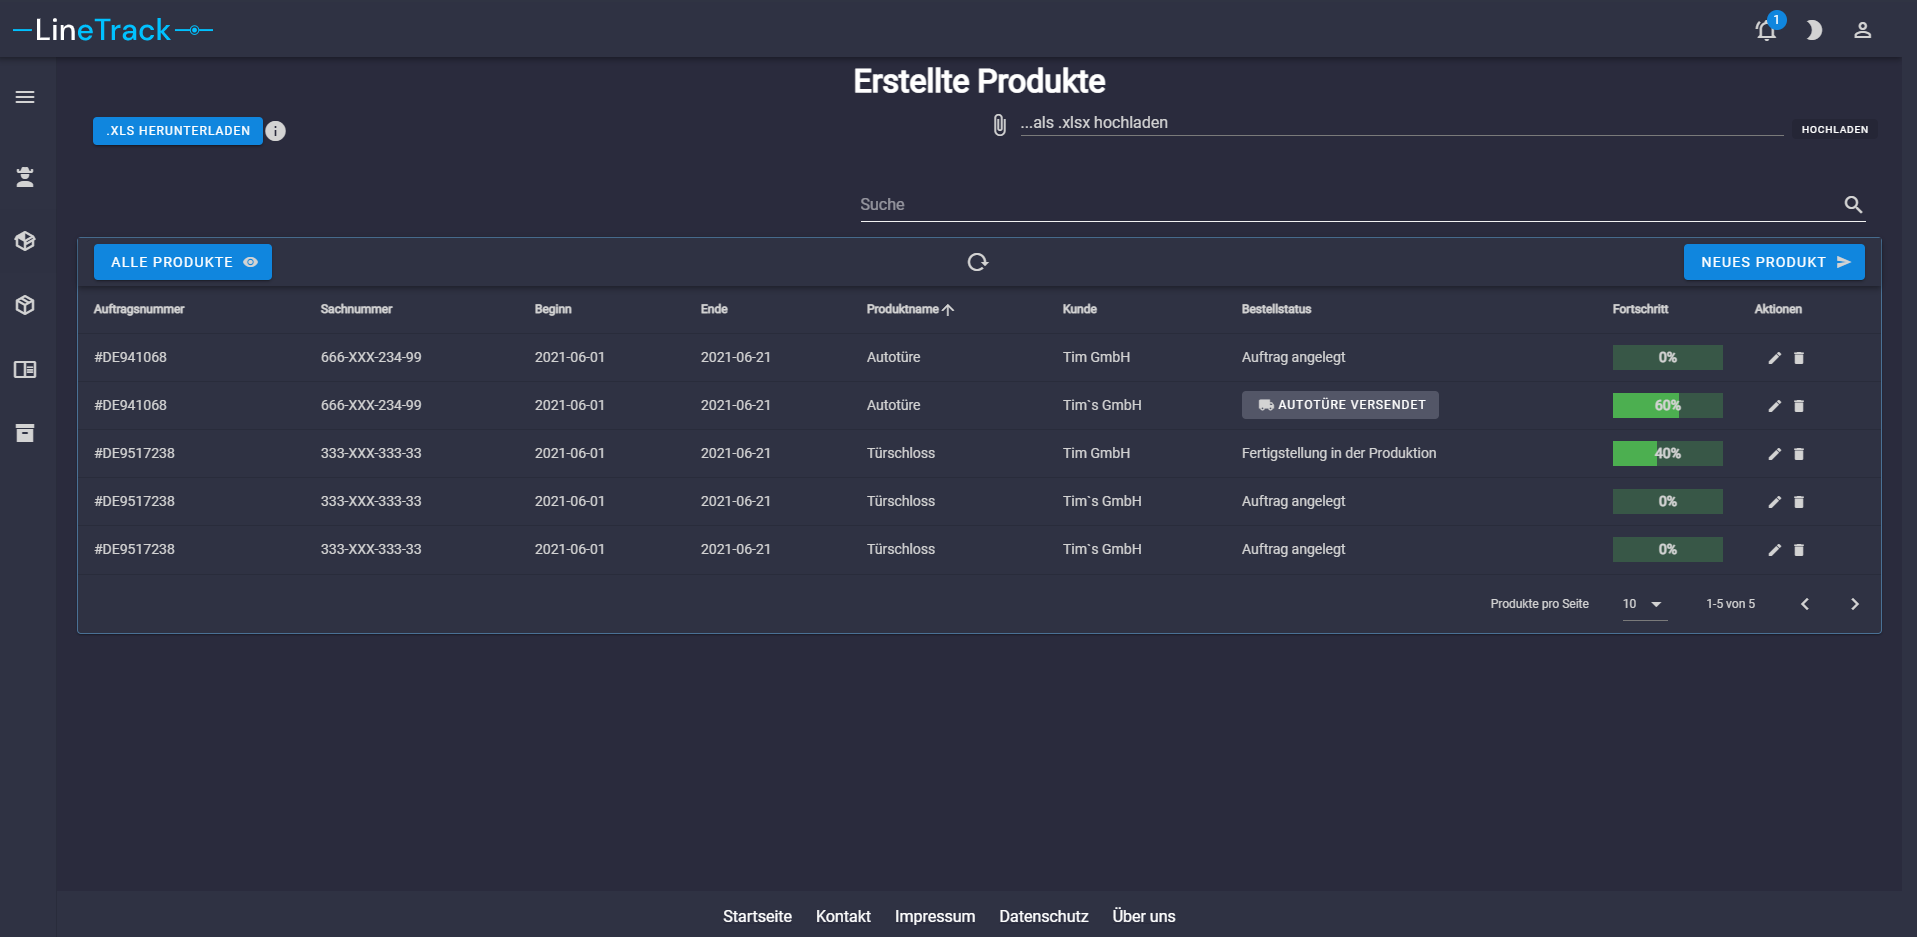 LineTrack
1
Erstellte Produkte
.XLS HERUNTERLADEN
...als .xlsx hochladen
HOCHLADEN
Suche
ALLE PRODUKTE
NEUES PRODUKT
Auftragsnummer Sachnummer Beginn Ende Produktname Kunde Bestellstatus Fortschritt Aktionen
#DE941068 666-XXX-234-99 2021-06-01 2021-06-21 Autotüre Tim GmbH Auftrag angelegt 0%
#DE941068 666-XXX-234-99 2021-06-01 2021-06-21 Autotüre Tim`s GmbH AUTOTÜRE VERSENDET 60%
#DE9517238 333-XXX-333-33 2021-06-01 2021-06-21 Türschloss Tim GmbH Fertigstellung in der Produktion 40%
#DE9517238 333-XXX-333-33 2021-06-01 2021-06-21 Türschloss Tim`s GmbH Auftrag angelegt 0%
#DE9517238 333-XXX-333-33 2021-06-01 2021-06-21 Türschloss Tim`s GmbH Auftrag angelegt 0%
Produkte pro Seite 10 1-5 von 5
Startseite Kontakt Impressum Datenschutz Über uns